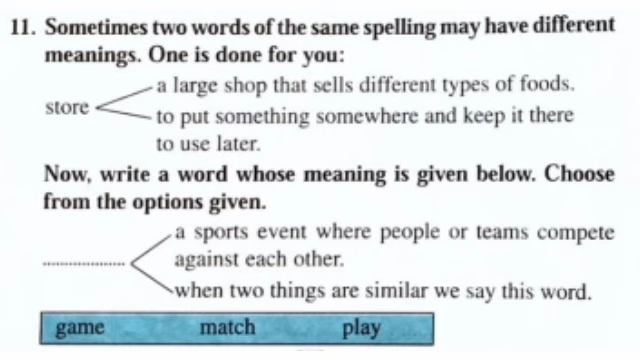 11. Sometimes two words of the same spelling may have different
meanings. One is done for you:
a large shop that sells different types of foods.
store
to put something somewhere and keep it there
to use later.
Now, write a word whose meaning is given below. Choose
from the options given.
a sports event where people or teams compete
.................... against each other.
when two things are similar we say this word.
game match play